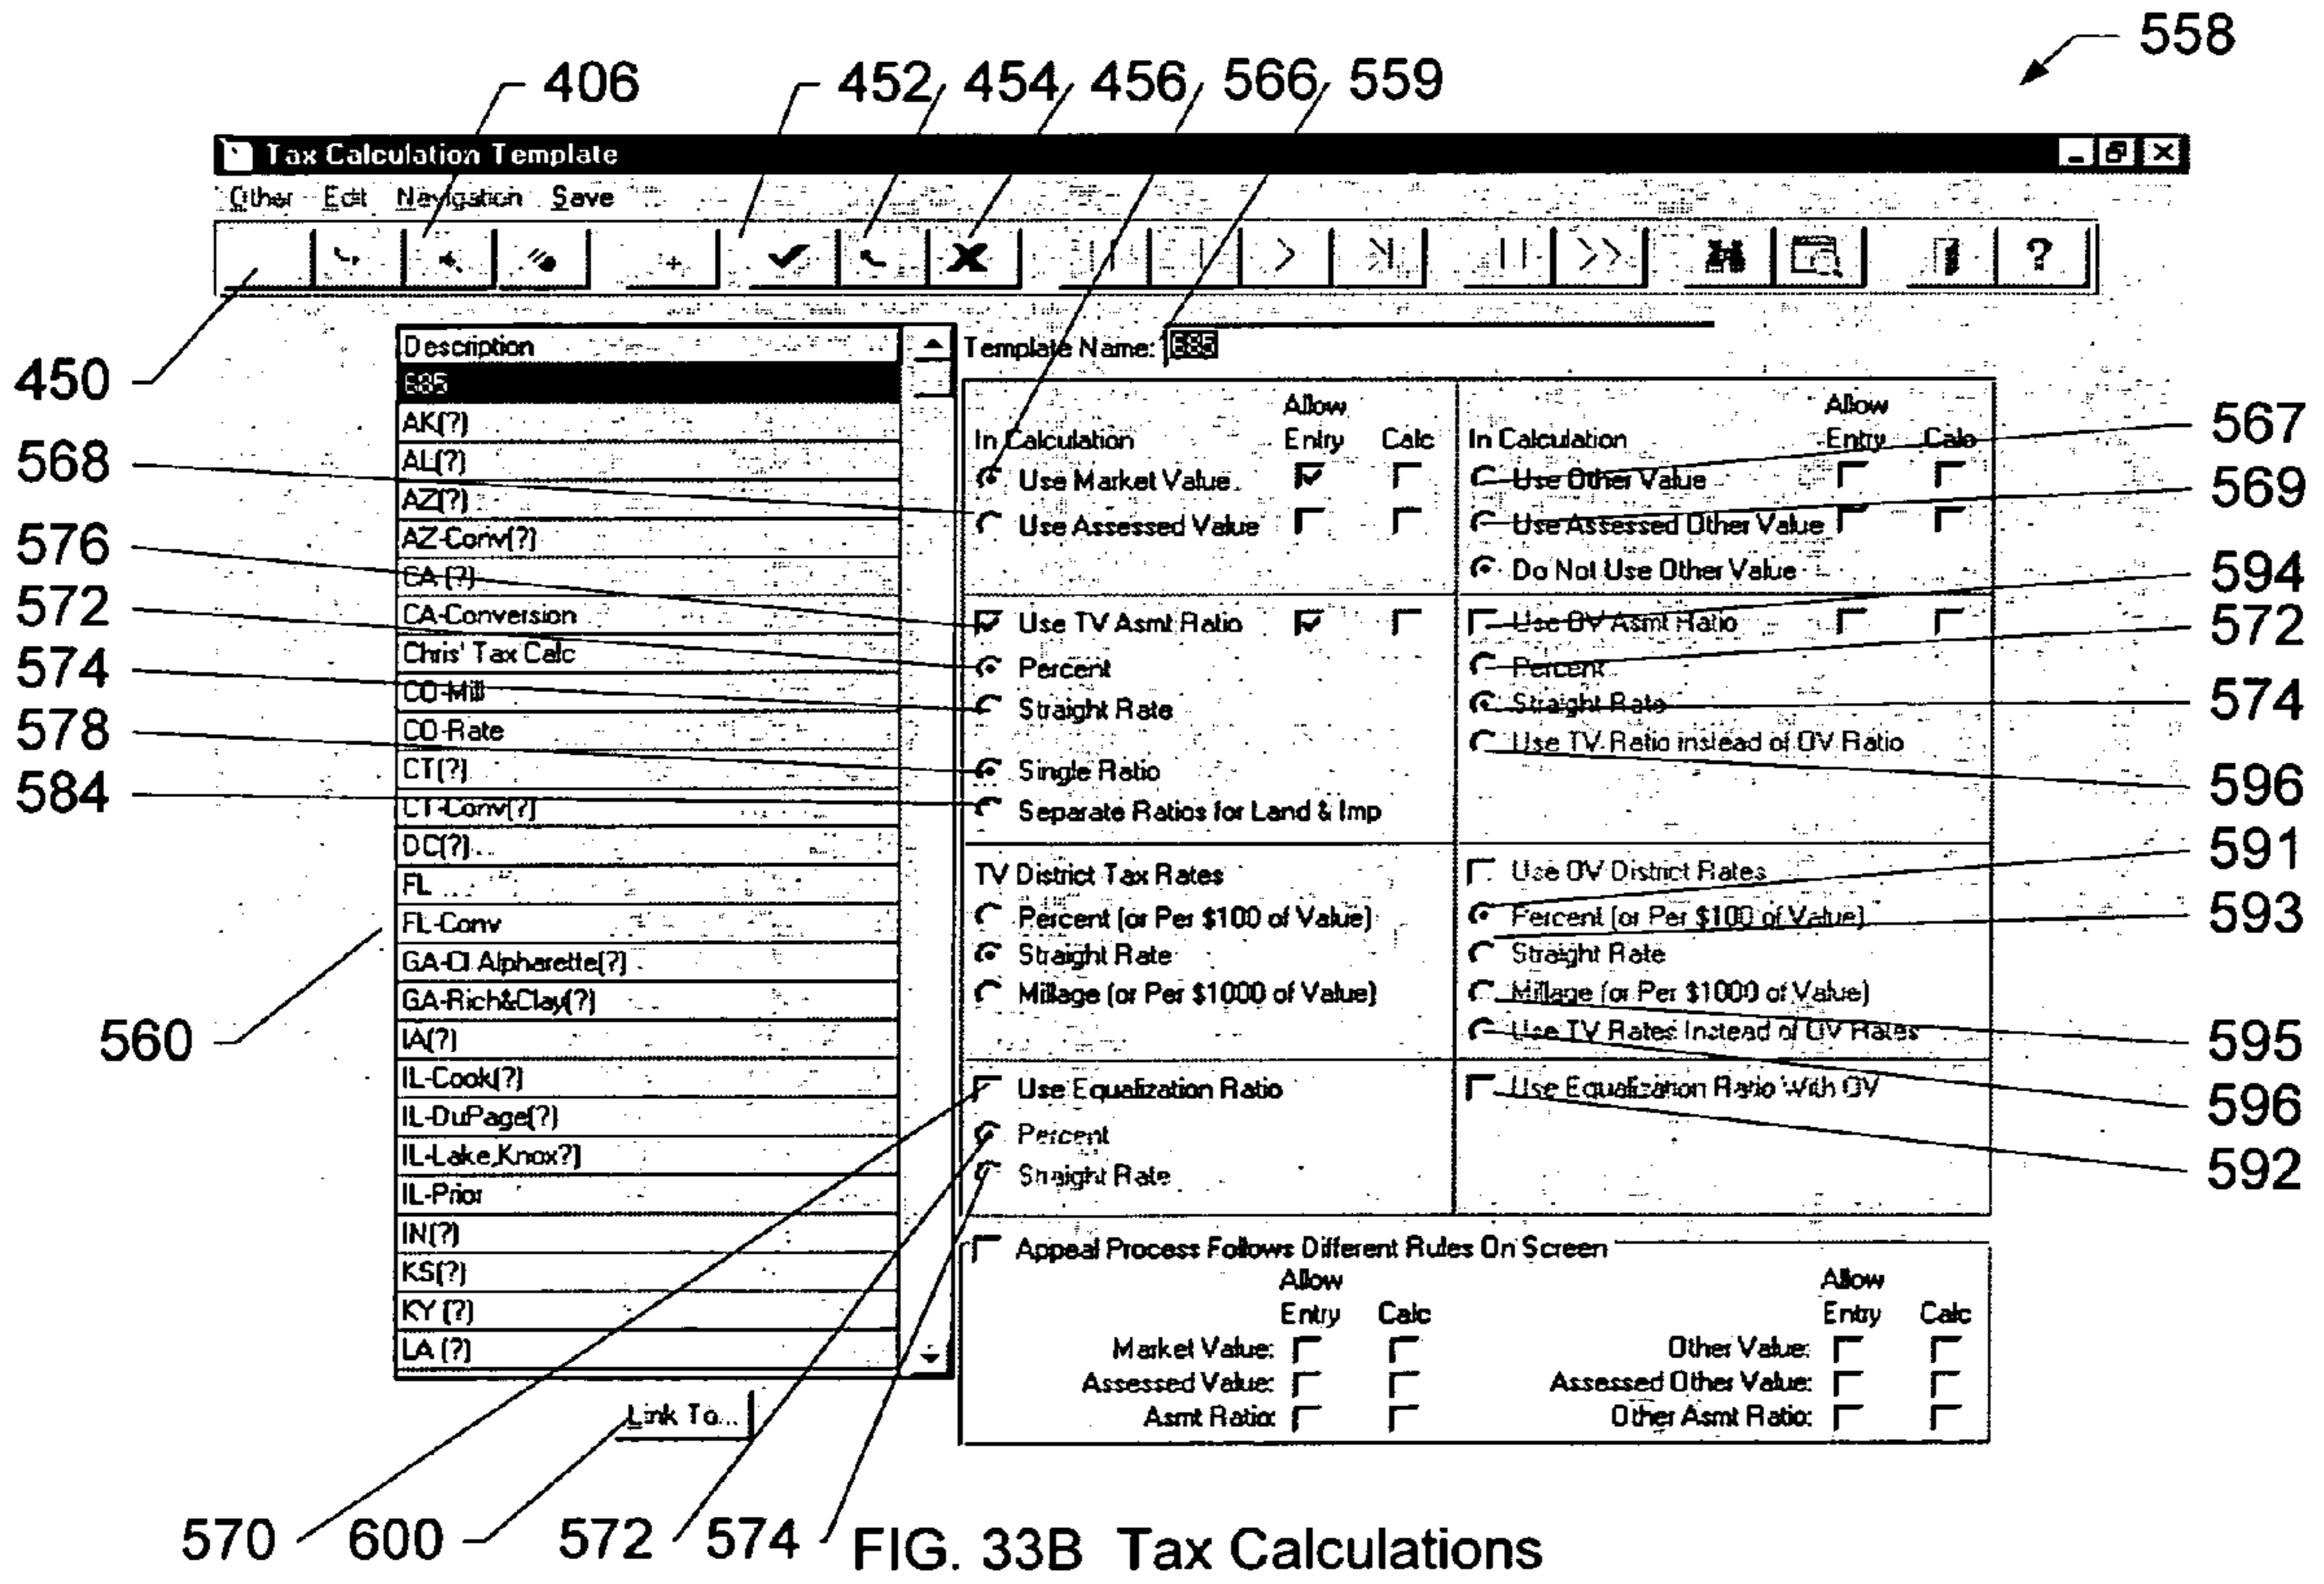 558
406 452 454 456 566 559
Tax Calculation Template
Other Edit Navigation Save
?
450
Description
Template Name:
AK(?)
AL(?)
AZ(?)
AZ-Conv(?)
CA (?)
CA-Conversion
Chris' Tax Calc
CO-Mill
CO-Rate
CT(?)
CT-Conv(?)
DC(?)
FL
FL-Conv
GA-CI Alpharette(?)
GA-Rich&Clay(?)
IA(?)
IL-Cook(?)
IL-DuPage(?)
IL-Lake,Knox?)
IL-Prior
IN(?)
KS(?)
KY (?)
LA (?)
Link To...
568
576
572
574
578
584
560
Allow
In Calculation Entry Calc
Use Market Value
Use Assessed Value
Use TV Asmt Ratio
Percent
Straight Rate
Single Ratio
Separate Ratios for Land & Imp
TV District Tax Rates
Percent (or Per $100 of Value)
Straight Rate
Millage (or Per $1000 of Value)
Use Equalization Ratio
Percent
Straight Rate
Allow
In Calculation Entry Calc
Use Other Value
Use Assessed Other Value
Do Not Use Other Value
Use OV Asmt Ratio
Percent
Straight Rate
Use TV Ratio instead of OV Ratio
Use OV District Rates
Percent (or Per $100 of Value)
Straight Rate
Millage (or Per $1000 of Value)
Use TV Rates Instead of OV Rates
Use Equalization Ratio With OV
567
569
594
572
574
596
591
593
595
596
592
Appeal Process Follows Different Rules On Screen
Allow Allow
Entry Calc Entry Calc
Market Value: Other Value:
Assessed Value: Assessed Other Value:
Asmt Ratio: Other Asmt Ratio:
570 600 572 574 FIG. 33B Tax Calculations